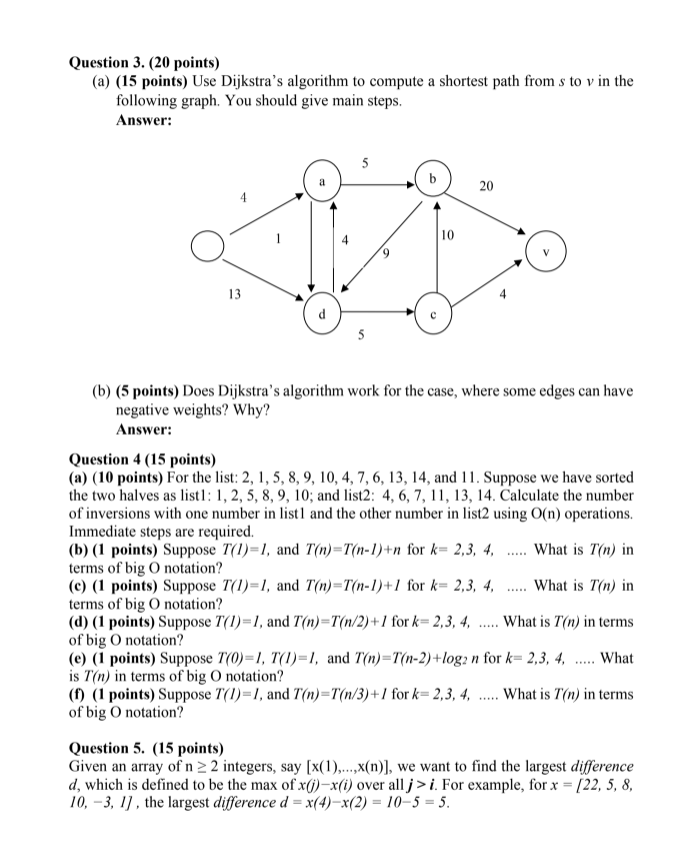 Question 3. (20 points)
(a) (15 points) Use Dijkstra's algorithm to compute a shortest path from s to v in the
following graph. You should give main steps.
Answer:
5
a
b
20
4
1
4
9
10
v
13
4
d
c
5
(b) (5 points) Does Dijkstra's algorithm work for the case, where some edges can have
negative weights? Why?
Answer:
Question 4 (15 points)
(a) (10 points) For the list: 2, 1, 5, 8, 9, 10, 4, 7, 6, 13, 14, and 11. Suppose we have sorted
the two halves as list1: 1, 2, 5, 8, 9, 10; and list2: 4, 6, 7, 11, 13, 14. Calculate the number
of inversions with one number in list1 and the other number in list2 using O(n) operations.
Immediate steps are required.
(b) (1 points) Suppose T(1)=1, and T(n)=T(n-1)+n for k= 2,3, 4, ..... What is T(n) in
terms of big O notation?
(c) (1 points) Suppose T(1)=1, and T(n)=T(n-1)+1 for k= 2,3, 4, ..... What is T(n) in
terms of big O notation?
(d) (1 points) Suppose T(1)=1, and T(n)=T(n/2)+1 for k= 2,3, 4, ..... What is T(n) in terms
of big O notation?
(e) (1 points) Suppose T(0)=1, T(1)=1, and T(n)=T(n-2)+log₂ n for k= 2,3, 4, ..... What
is T(n) in terms of big O notation?
(f) (1 points) Suppose T(1)=1, and T(n)=T(n/3)+1 for k= 2,3, 4, ..... What is T(n) in terms
of big O notation?
Question 5. (15 points)
Given an array of n ≥ 2 integers, say [x(1),...,x(n)], we want to find the largest difference
d, which is defined to be the max of x(j)−x(i) over all j > i. For example, for x = [22, 5, 8,
10, −3, 1] , the largest difference d = x(4)−x(2) = 10−5 = 5.